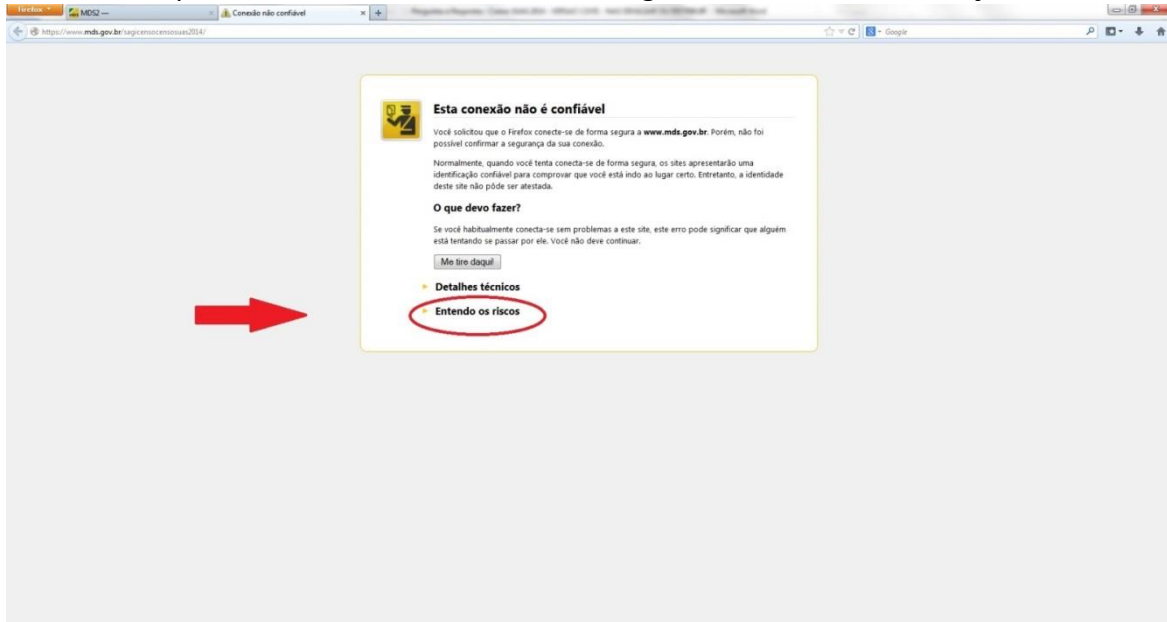 Firefox
MDS2 —
Conexão não confiável
https://www.mds.gov.br/sagicensocensosuas2014/
Google
Esta conexão não é confiável
Você solicitou que o Firefox conecte-se de forma segura a www.mds.gov.br. Porém, não foi
possível confirmar a segurança da sua conexão.
Normalmente, quando você tenta conecta-se de forma segura, os sites apresentarão uma
identificação confiável para comprovar que você está indo ao lugar certo. Entretanto, a identidade
deste site não pôde ser atestada.
O que devo fazer?
Se você habitualmente conecta-se sem problemas a este site, este erro pode significar que alguém
está tentando se passar por ele. Você não deve continuar.
Me tire daqui!
Detalhes técnicos
Entendo os riscos